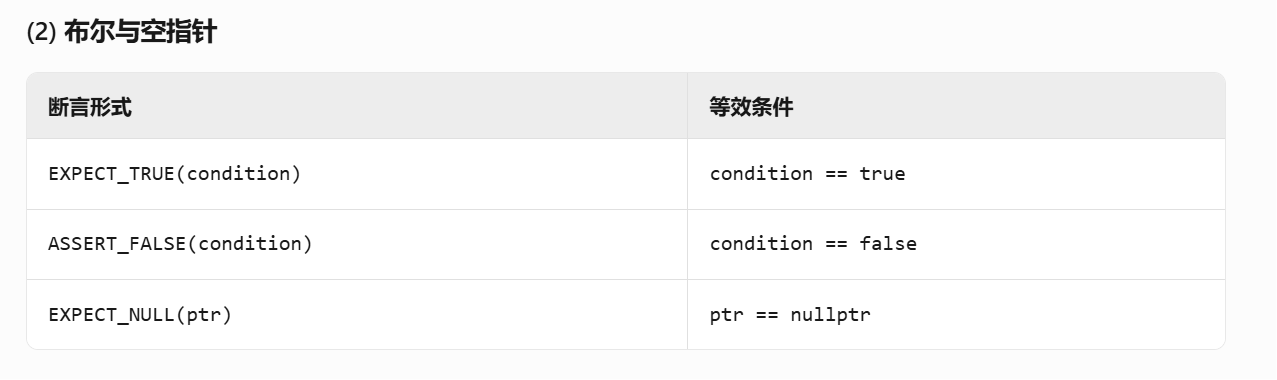 (2) 布尔与空指针
断言形式 等效条件
EXPECT_TRUE(condition) condition == true
ASSERT_FALSE(condition) condition == false
EXPECT_NULL(ptr) ptr == nullptr